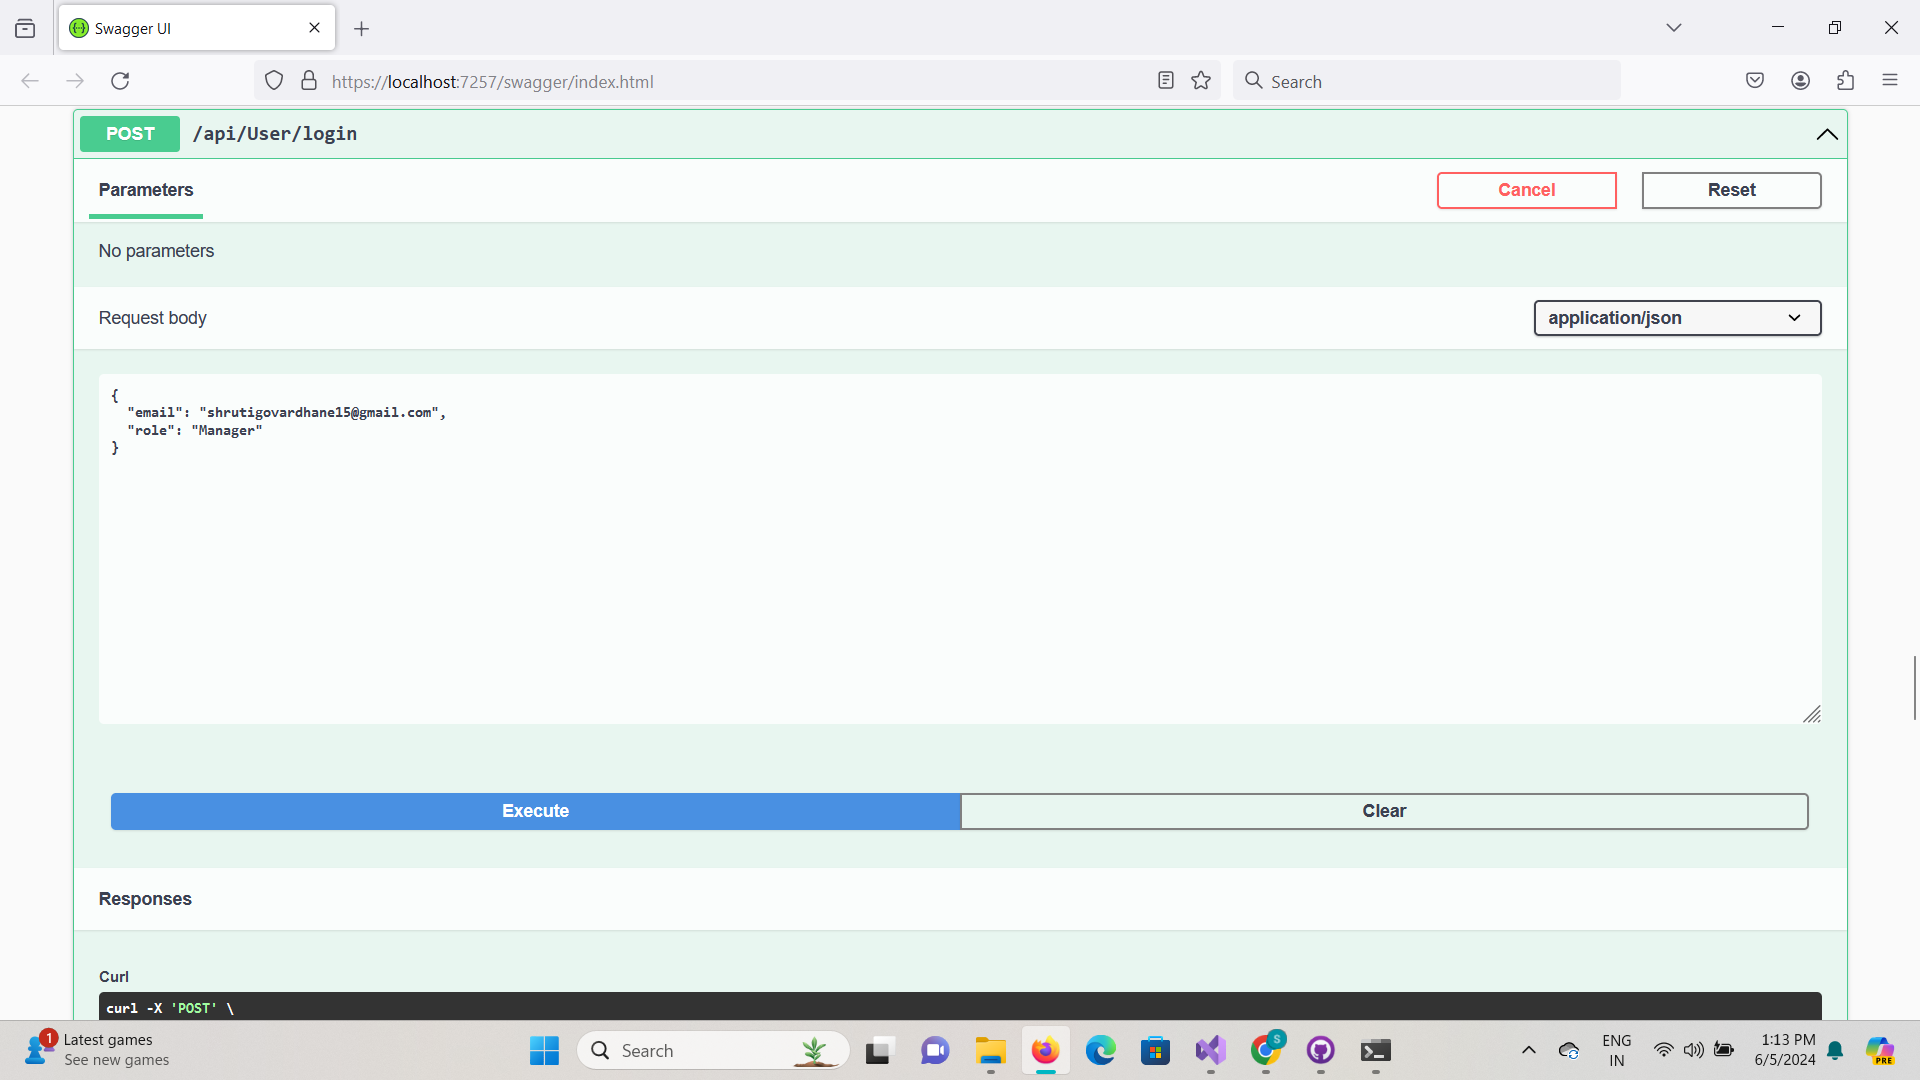 Swagger UI
https://localhost:7257/swagger/index.html
Search
POST /api/User/login
Parameters
Cancel
Reset
No parameters
Request body
application/json
{
"email": "shrutigovardhane15@gmail.com",
"role": "Manager"
}
Execute
Clear
Responses
Curl
curl -X 'POST' \
1
Latest games
See new games
Search
S
ENG
IN
1:13 PM
6/5/2024
PRE